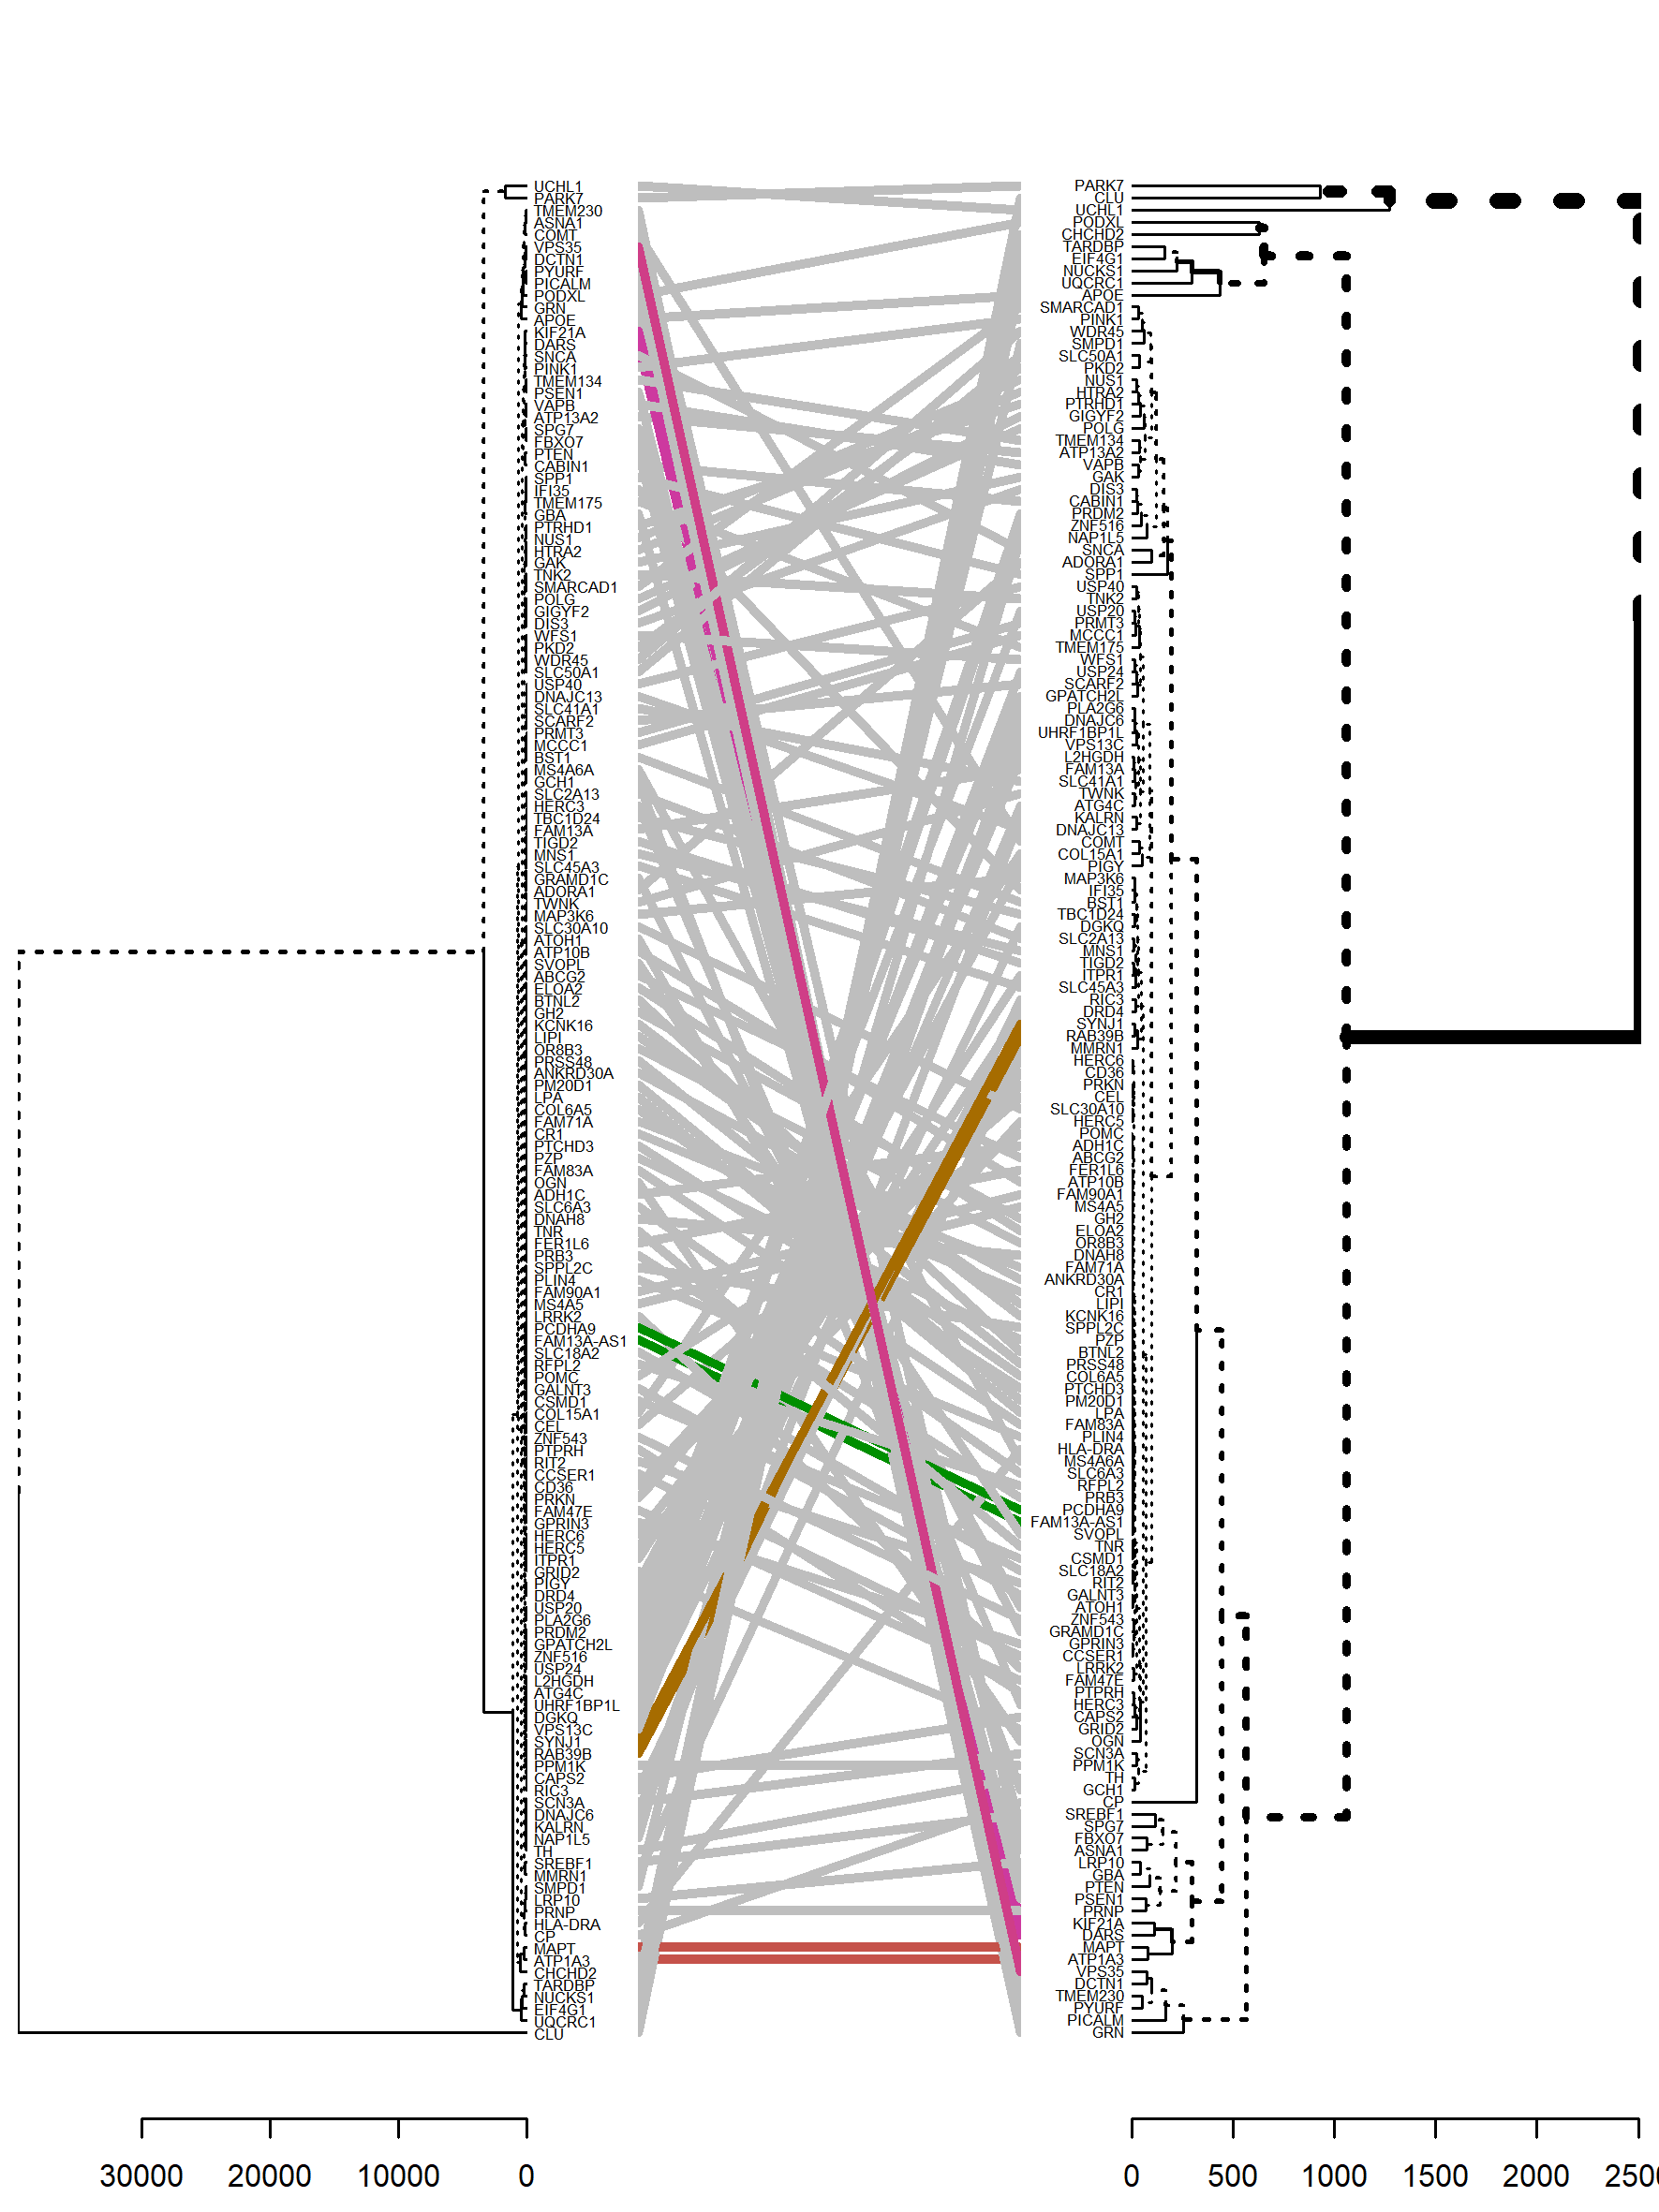 UCHL1
PARK7
TMEM230
ASNA1
COMT
VPS35
DCTN1
PYURF
PICALM
PODXL
GRN
APOE
KIF21A
DARS
SNCA
PINK1
TMEM134
PSEN1
VAPB
ATP13A2
SPG7
FBXO7
PTEN
CABIN1
SPP1
IFI35
TMEM175
GBA
PTRHD1
NUS1
HTRA2
GAK
TNK2
SMARCAD1
POLG
GIGYF2
DIS3
WFS1
PKD2
WDR45
SLC50A1
USP40
DNAJC13
SLC41A1
SCARF2
PRMT3
MCCC1
BST1
MS4A6A
GCH1
SLC2A13
HERC3
TBC1D24
FAM13A
TIGD2
MNS1
SLC45A3
GRAMD1C
ADORA1
TWNK
MAP3K6
SLC30A10
ATOH1
ATP10B
SVOPL
ABCG2
ELOA2
BTNL2
GH2
KCNK16
LIPI
OR8B3
PRSS48
ANKRD30A
PM20D1
LPA
COL6A5
FAM71A
CR1
PTCHD3
PZP
FAM83A
OGN
ADH1C
SLC6A3
DNAH8
TNR
FER1L6
PRB3
SPPL2C
PLIN4
FAM90A1
MS4A5
LRRK2
PCDHA9
FAM13A-AS1
SLC18A2
RFPL2
POMC
GALNT3
CSMD1
COL15A1
CEL
ZNF543
PTPRH
RIT2
CCSER1
CD36
PRKN
FAM47E
GPRIN3
HERC6
HERC5
ITPR1
GRID2
PIGY
DRD4
USP20
PLA2G6
PRDM2
GPATCH2L
ZNF516
USP24
L2HGDH
ATG4C
UHRF1BP1L
DGKQ
VPS13C
SYNJ1
RAB39B
PPM1K
CAPS2
RIC3
SCN3A
DNAJC6
KALRN
NAP1L5
TH
SREBF1
MMRN1
SMPD1
LRP10
PRNP
HLA-DRA
CP
MAPT
ATP1A3
CHCHD2
TARDBP
NUCKS1
EIF4G1
UQCRC1
CLU
30000 20000 10000 0
PARK7
CLU
UCHL1
PODXL
CHCHD2
TARDBP
EIF4G1
NUCKS1
UQCRC1
APOE
SMARCAD1
PINK1
WDR45
SMPD1
SLC50A1
PKD2
NUS1
HTRA2
PTRHD1
GIGYF2
POLG
TMEM134
ATP13A2
VAPB
GAK
DIS3
CABIN1
PRDM2
ZNF516
NAP1L5
SNCA
ADORA1
SPP1
USP40
TNK2
USP20
PRMT3
MCCC1
TMEM175
WFS1
USP24
SCARF2
GPATCH2L
PLA2G6
DNAJC6
UHRF1BP1L
VPS13C
L2HGDH
FAM13A
SLC41A1
TWNK
ATG4C
KALRN
DNAJC13
COMT
COL15A1
PIGY
MAP3K6
IFI35
BST1
TBC1D24
DGKQ
SLC2A13
MNS1
TIGD2
ITPR1
SLC45A3
RIC3
DRD4
SYNJ1
RAB39B
MMRN1
HERC6
CD36
PRKN
CEL
SLC30A10
HERC5
POMC
ADH1C
ABCG2
FER1L6
ATP10B
FAM90A1
MS4A5
GH2
ELOA2
OR8B3
DNAH8
FAM71A
ANKRD30A
CR1
LIPI
KCNK16
SPPL2C
PZP
BTNL2
PRSS48
COL6A5
PTCHD3
PM20D1
LPA
FAM83A
PLIN4
HLA-DRA
MS4A6A
SLC6A3
RFPL2
PRB3
PCDHA9
FAM13A-AS1
SVOPL
TNR
CSMD1
SLC18A2
RIT2
GALNT3
ATOH1
ZNF543
GRAMD1C
GPRIN3
CCSER1
LRRK2
FAM47E
PTPRH
HERC3
CAPS2
GRID2
OGN
SCN3A
PPM1K
TH
GCH1
CP
SREBF1
SPG7
FBXO7
ASNA1
LRP10
GBA
PTEN
PSEN1
PRNP
KIF21A
DARS
MAPT
ATP1A3
VPS35
DCTN1
TMEM230
PYURF
PICALM
GRN
0 500 1000 1500 2000 250